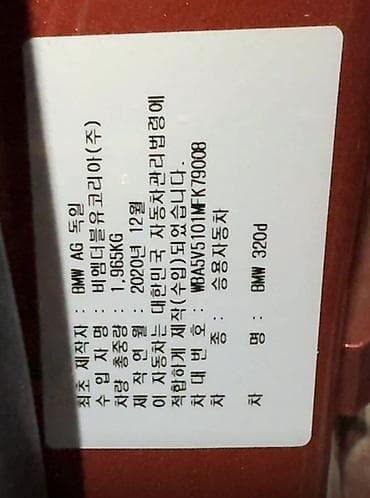 최초 제작자 : BMW AG 독일
수 입 자 명 : 비엠더블유코리아(주)
차량 총중량 : 1,965KG
제 작 연 월 : 2020년 12월
이 자동차는 대한민국 자동차관리법령에
적합하게 제작(수입)되었습니다.
차 대 번 호 : WBA5V5101MFK79008
차 종 : 승용자동차
차 명 : BMW 320d